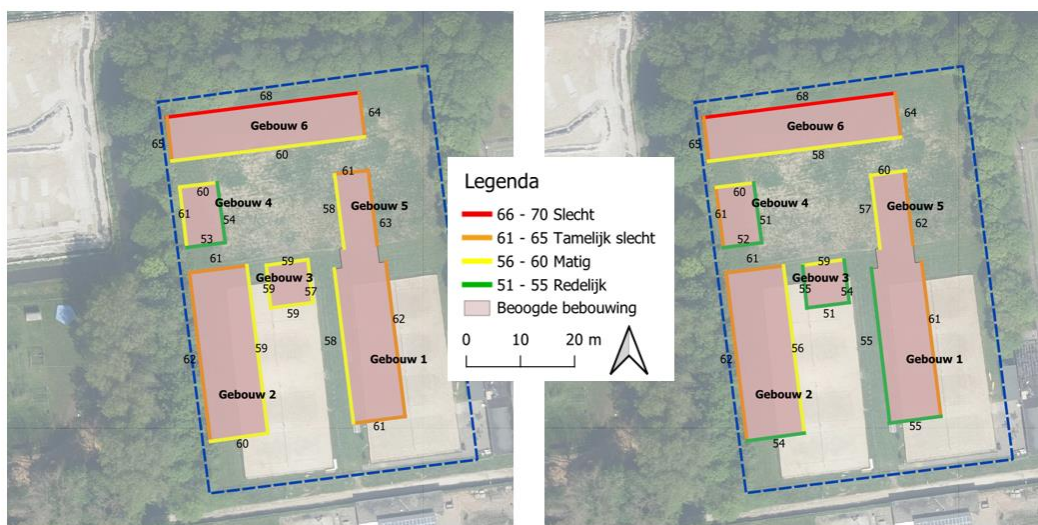 68
64
65
Gebouw 6
60
61
60
Gebouw 4
61
54
53
58
Gebouw 5
63
61
59
Gebouw 3
59
57
59
62
59
58
62
Gebouw 1
Gebouw 2
60
61
Legenda
66 - 70 Slecht
61 - 65 Tamelijk slecht
56 - 60 Matig
51 - 55 Redelijk
Beoogde bebouwing
0 10 20 m
68
64
65
Gebouw 6
58
60
60
Gebouw 4
61
51
52
57
Gebouw 5
62
61
59
Gebouw 3
55
54
51
61
62
56
55
Gebouw 1
Gebouw 2
54
55